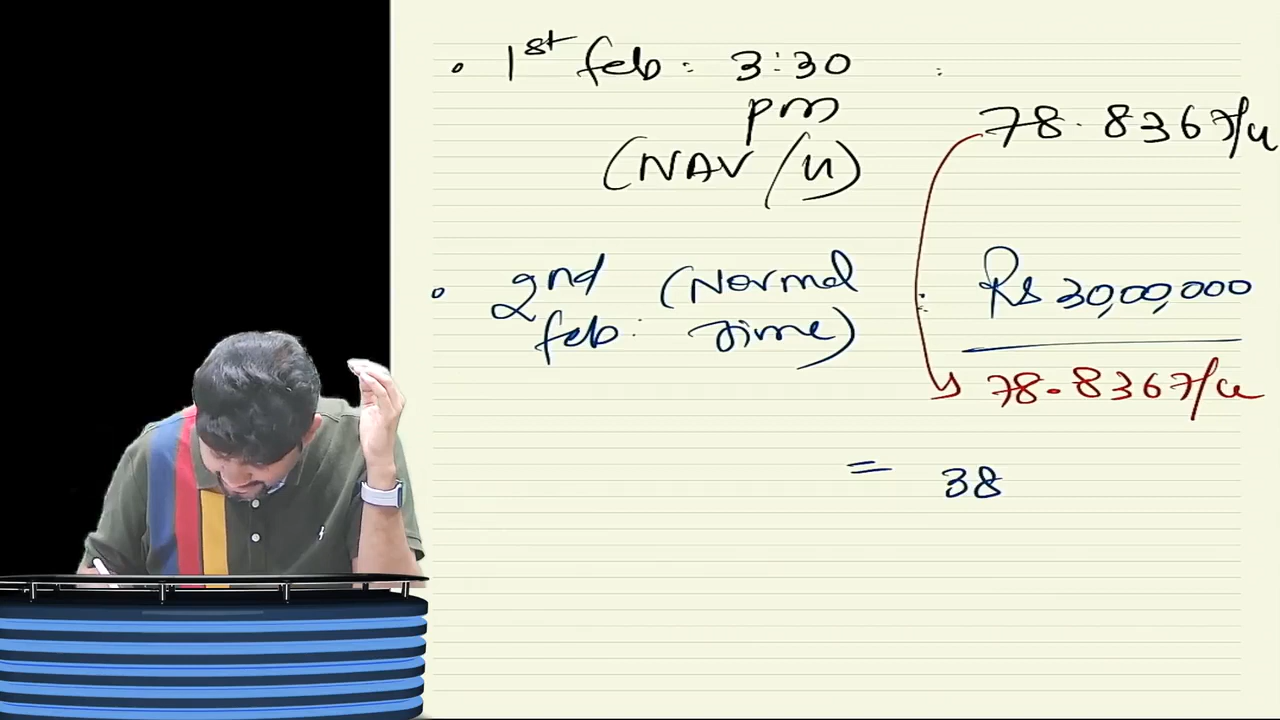 • 1st feb: 3:30 :
pm 78.8367/u
(NAV/u)
• 2nd (Normal : Rs 30,00,000
feb: Time)
78.8367/u
= 38